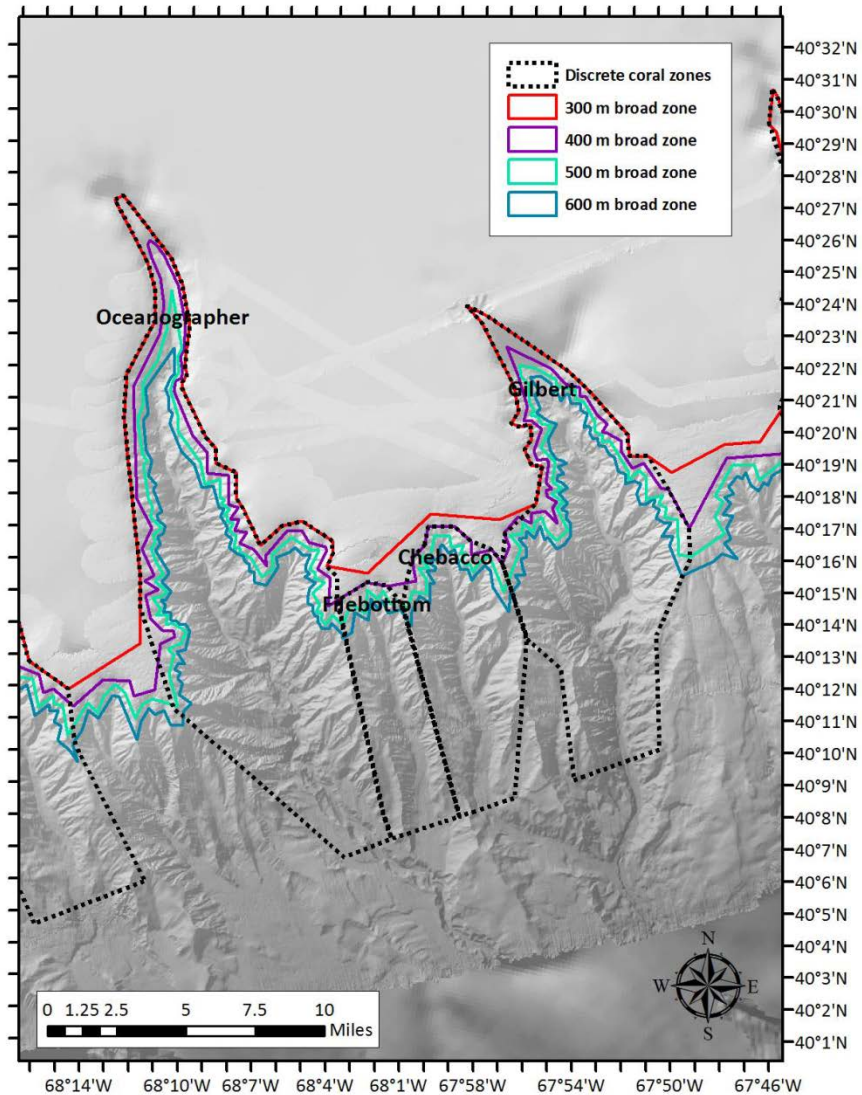 Discrete coral zones
300 m broad zone
400 m broad zone
500 m broad zone
600 m broad zone
40°32'N
40°31'N
40°30'N
40°29'N
40°28'N
40°27'N
40°26'N
40°25'N
40°24'N
40°23'N
40°22'N
40°21'N
40°20'N
40°19'N
40°18'N
40°17'N
40°16'N
40°15'N
40°14'N
40°13'N
40°12'N
40°11'N
40°10'N
40°9'N
40°8'N
40°7'N
40°6'N
40°5'N
40°4'N
40°3'N
40°2'N
40°1'N
Oceanographer
Gilbert
Chebacco
Filebottom
N
W E
S
0 1.25 2.5 5 7.5 10
Miles
68°14'W 68°10'W 68°7'W 68°4'W 68°1'W 67°58'W 67°54'W 67°50'W 67°46'W